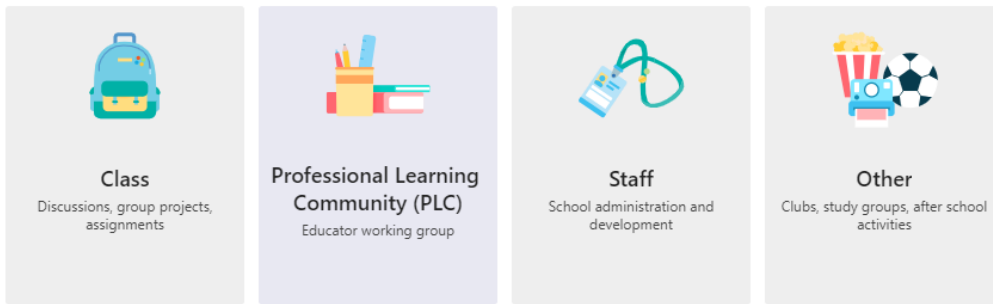 Class
Discussions, group projects,
assignments
Professional Learning
Community (PLC)
Educator working group
Staff
School administration and
development
Other
Clubs, study groups, after school
activities